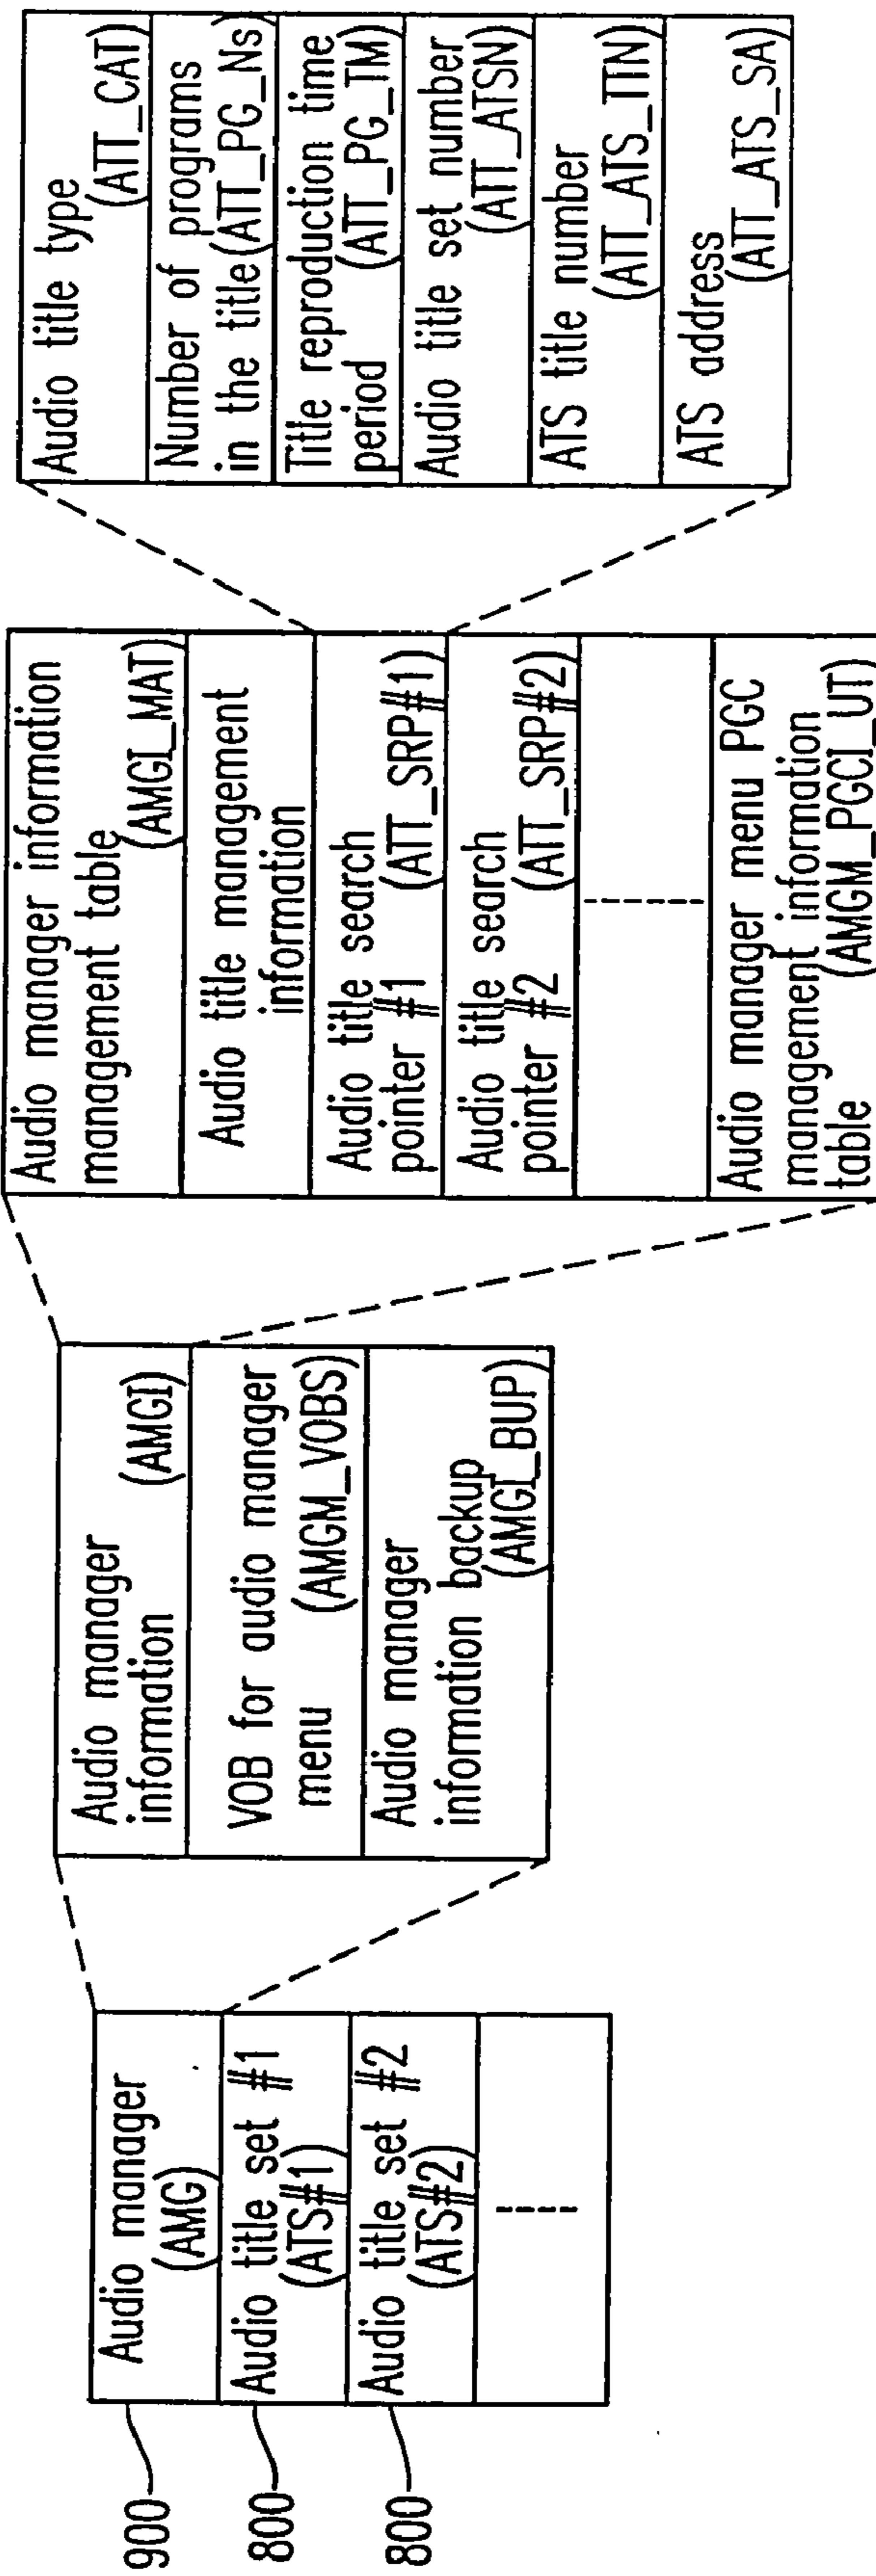 900
800
800
Audio manager
(AMG)
Audio title set #1
(ATS#1)
Audio title set #2
(ATS#2)
Audio manager
information (AMGI)
VOB for audio manager
menu (AMGM_VOBS)
Audio manager
information backup
(AMGI_BUP)
Audio manager information
management table
(AMGI_MAT)
Audio title management
information
Audio title search
pointer #1 (ATT_SRP#1)
Audio title search
pointer #2 (ATT_SRP#2)
Audio manager menu PGC
management information
table (AMGM_PGCI_UT)
Audio title type
(ATT_CAT)
Number of programs
in the title (ATT_PG_Ns)
Title reproduction time
period (ATT_PG_TM)
Audio title set number
(ATT_ATSN)
ATS title number
(ATT_ATS_TTN)
ATS address
(ATT_ATS_SA)